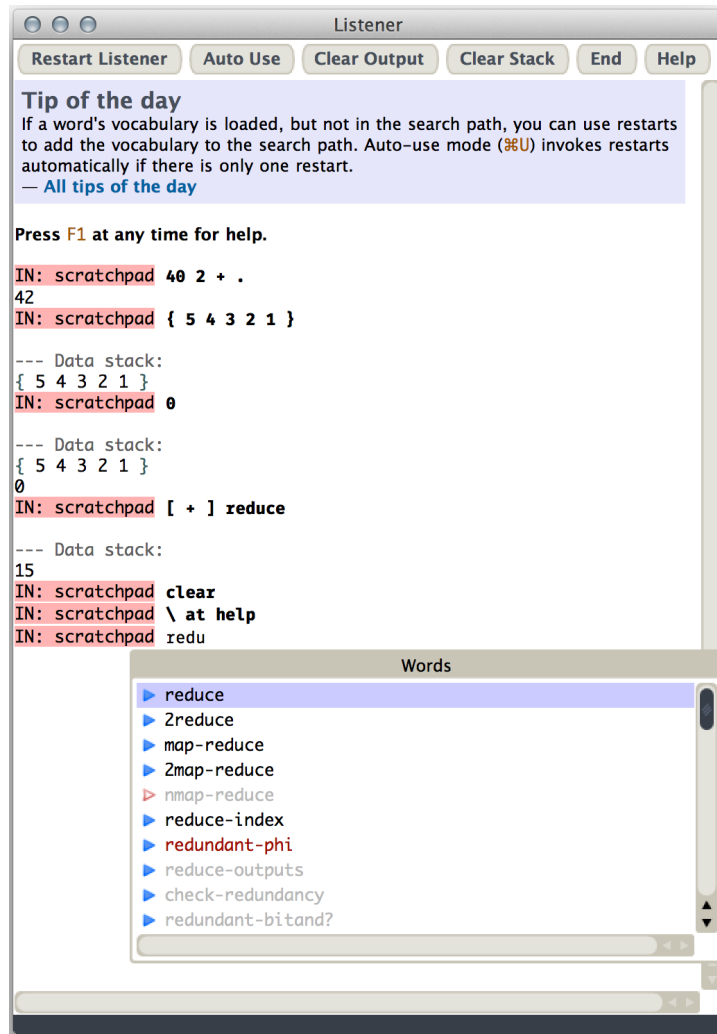 Listener
Restart Listener Auto Use Clear Output Clear Stack End Help
Tip of the day
If a word's vocabulary is loaded, but not in the search path, you can use restarts
to add the vocabulary to the search path. Auto-use mode (⌘U) invokes restarts
automatically if there is only one restart.
— All tips of the day
Press F1 at any time for help.
IN: scratchpad 40 2 + .
42
IN: scratchpad { 5 4 3 2 1 }
--- Data stack:
{ 5 4 3 2 1 }
IN: scratchpad 0
--- Data stack:
{ 5 4 3 2 1 }
0
IN: scratchpad [ + ] reduce
--- Data stack:
15
IN: scratchpad clear
IN: scratchpad \ at help
IN: scratchpad redu
Words
reduce
2reduce
map-reduce
2map-reduce
nmap-reduce
reduce-index
redundant-phi
reduce-outputs
check-redundancy
redundant-bitand?